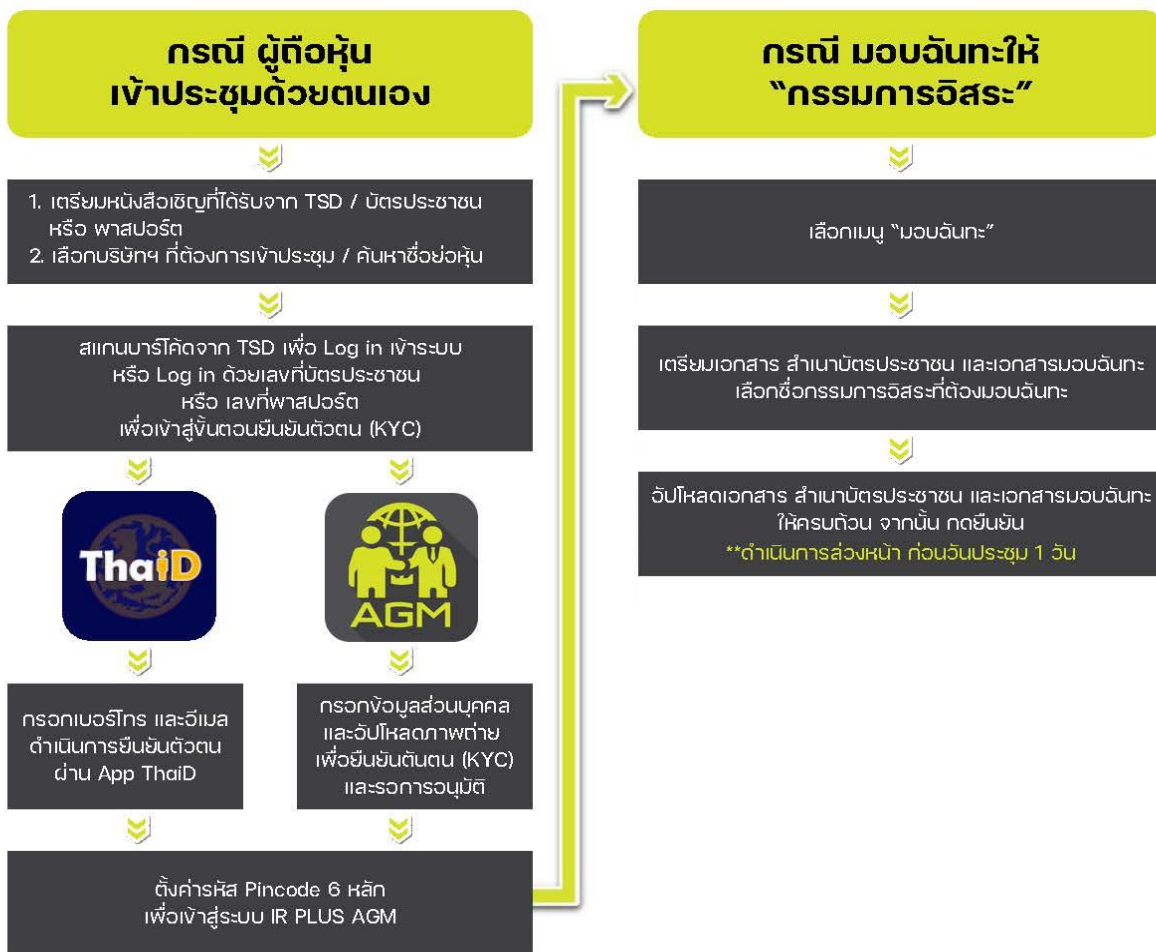 กรณี ผู้ถือหุ้น
เข้าประชุมด้วยตนเอง
1. เตรียมหนังสือเชิญที่ได้รับจาก TSD / บัตรประชาชน
หรือ พาสปอร์ต
2. เลือกบริษัทฯ ที่ต้องการเข้าประชุม / ค้นหาชื่อย่อหุ้น
สแกนบาร์โค้ดจาก TSD เพื่อ Log in เข้าระบบ
หรือ Log in ด้วยเลขที่บัตรประชาชน
หรือ เลขที่พาสปอร์ต
เพื่อเข้าสู่ขั้นตอนยืนยันตัวตน (KYC)
ThaiD
AGM
กรอกเบอร์โทร และอีเมล
ดำเนินการยืนยันตัวตน
ผ่าน App ThaiD
กรอกข้อมูลส่วนบุคคล
และอัปโหลดภาพถ่าย
เพื่อยืนยันตันตน (KYC)
และรอการอนุมัติ
ตั้งค่ารหัส Pincode 6 หลัก
เพื่อเข้าสู่ระบบ IR PLUS AGM
กรณี มอบฉันทะให้
“กรรมการอิสระ”
เลือกเมนู “มอบฉันทะ”
เตรียมเอกสาร สำเนาบัตรประชาชน และเอกสารมอบฉันทะ
เลือกชื่อกรรมการอิสระที่ต้องมอบฉันทะ
อัปโหลดเอกสาร สำเนาบัตรประชาชน และเอกสารมอบฉันทะ
ให้ครบถ้วน จากนั้น กดยืนยัน
**ดำเนินการล่วงหน้า ก่อนวันประชุม 1 วัน